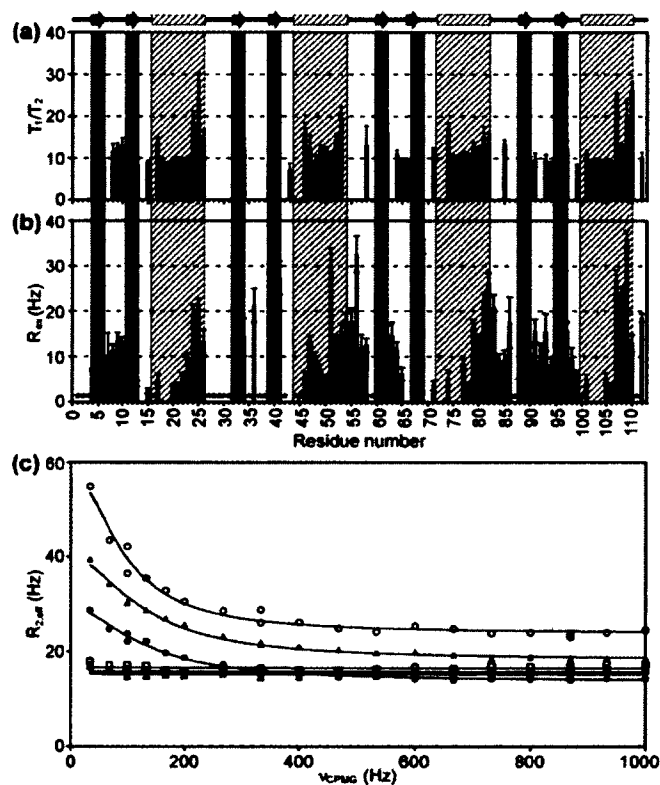 (a)
40
30
20
10
0
T₁/T₂
(b)
40
30
20
10
0
Rₑₓ(Hz)
0 5 10 15 20 25 30 35 40 45 50 55 60 65 70 75 80 85 90 95 100 105 110
Residue number
(c)
60
40
20
0
R₂,eff (Hz)
0 200 400 600 800 1000
νCPMG (Hz)